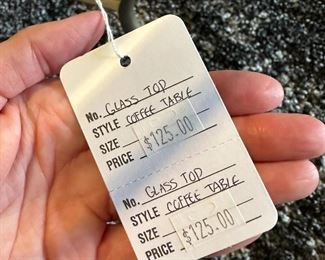 No. GLASS TOP
STYLE COFFEE TABLE
SIZE
PRICE $125.00
No. GLASS TOP
STYLE COFFEE TABLE
SIZE
PRICE $125.00